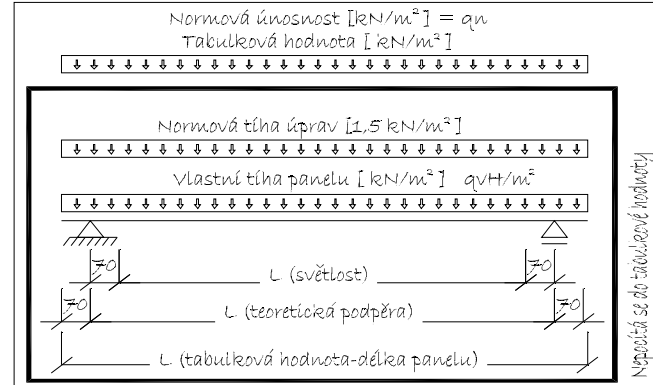 Normová únosnost [kN/m²] = qn
Tabulková hodnota [ kN/m²]
Normová tíha úprav [1,5 kN/m²]
Vlastní tíha panelu [ kN/m²] qvH/m²
70 L (světlost) 70
70 L (teoretická podpěra) 70
L (tabulková hodnota-délka panelu)
Nepočítá se do tabulkové hodnoty